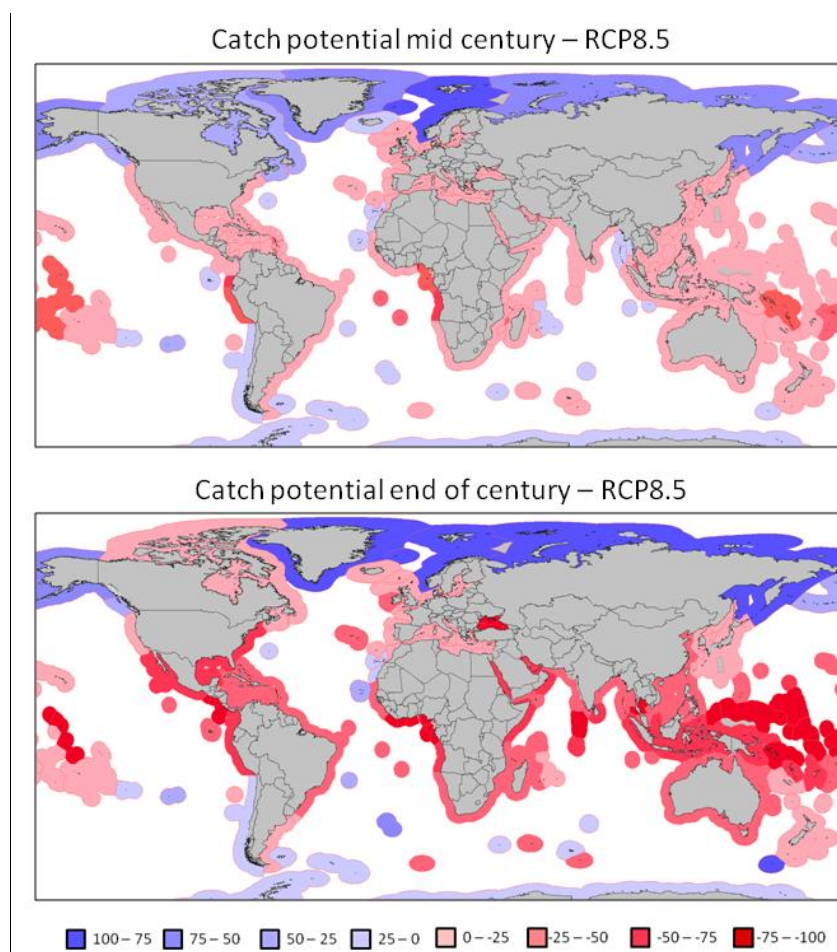 Catch potential mid century – RCP8.5
Catch potential end of century – RCP8.5
100 – 75 75 – 50 50 – 25 25 – 0 0 – -25 -25 – -50 -50 – -75 -75 – -100